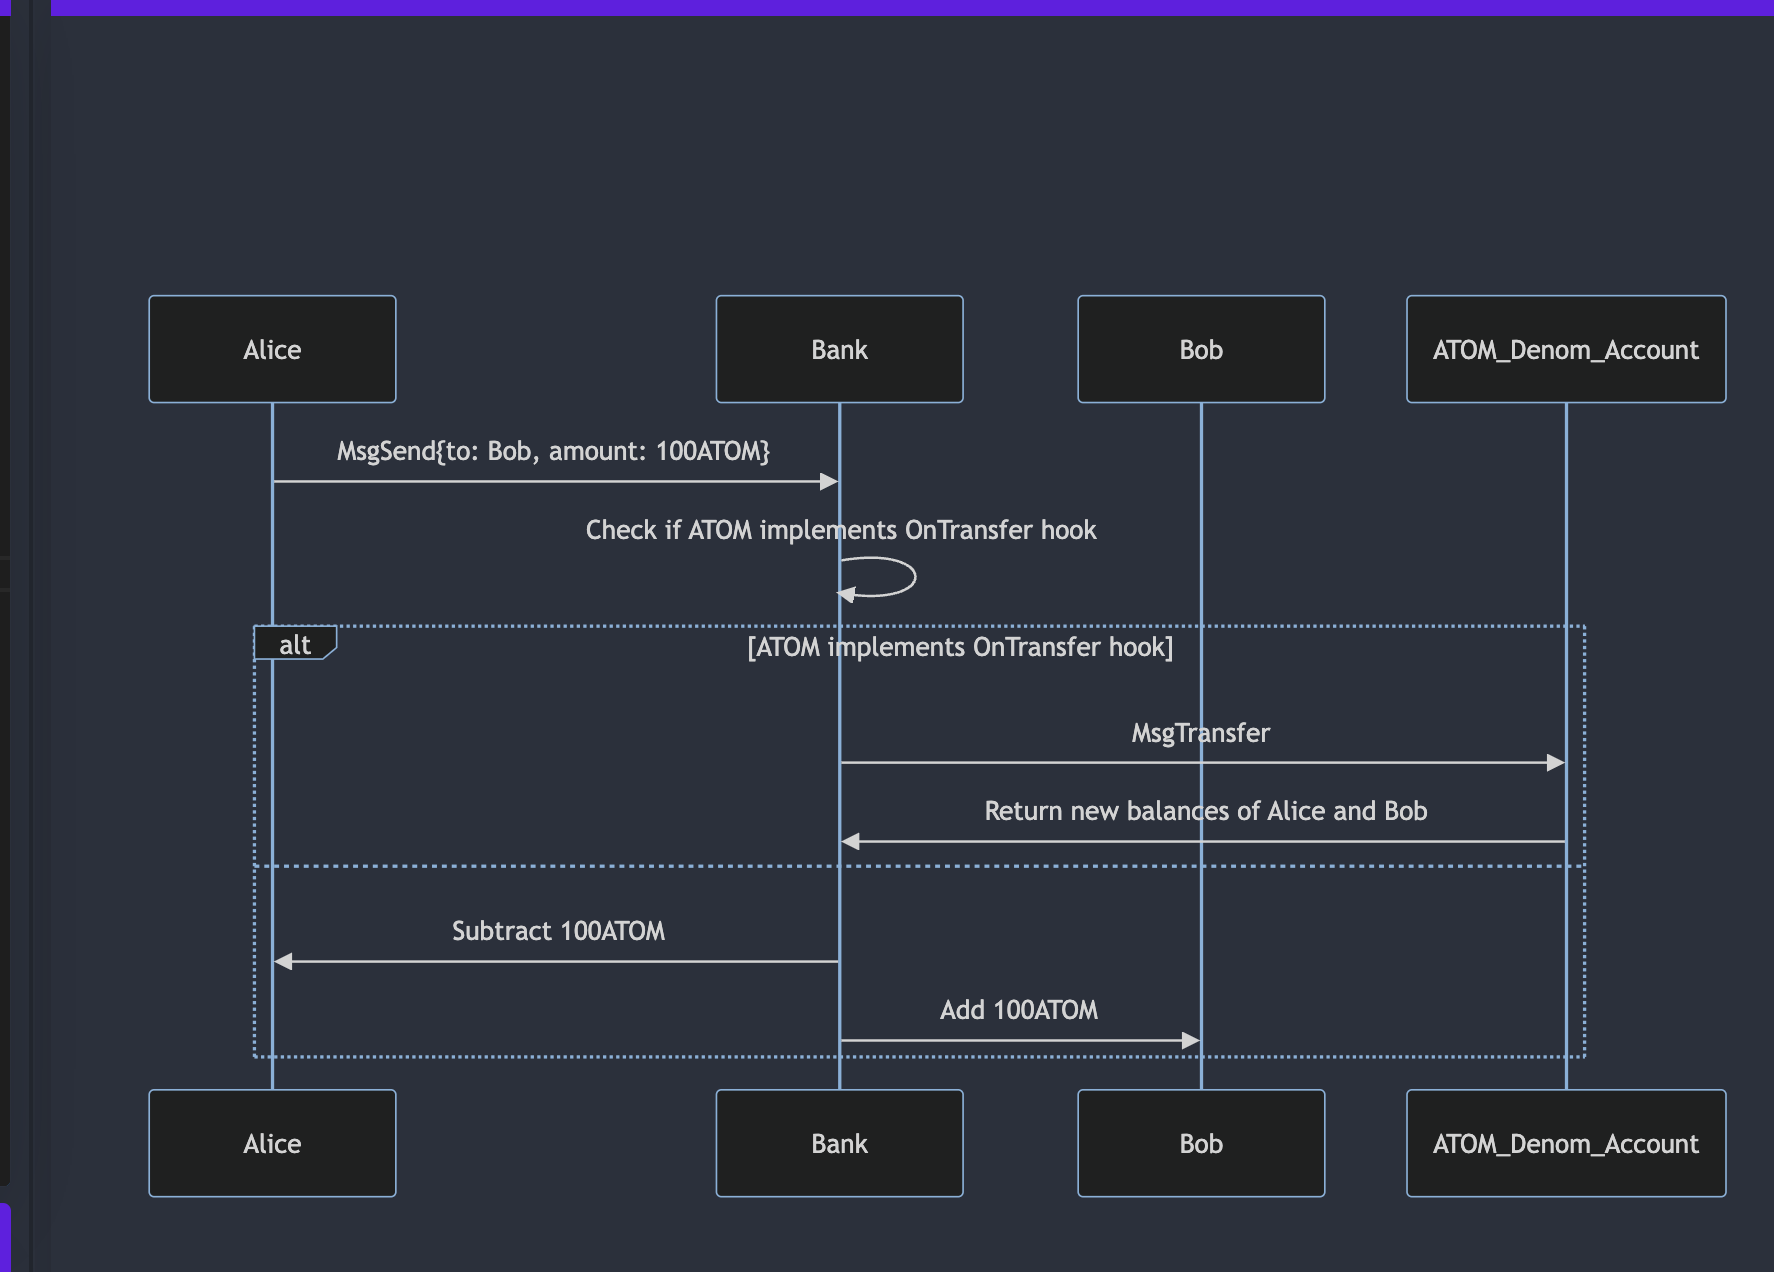 Alice
Bank
Bob
ATOM_Denom_Account
MsgSend{to: Bob, amount: 100ATOM}
Check if ATOM implements OnTransfer hook
alt
[ATOM implements OnTransfer hook]
MsgTransfer
Return new balances of Alice and Bob
Subtract 100ATOM
Add 100ATOM
Alice
Bank
Bob
ATOM_Denom_Account